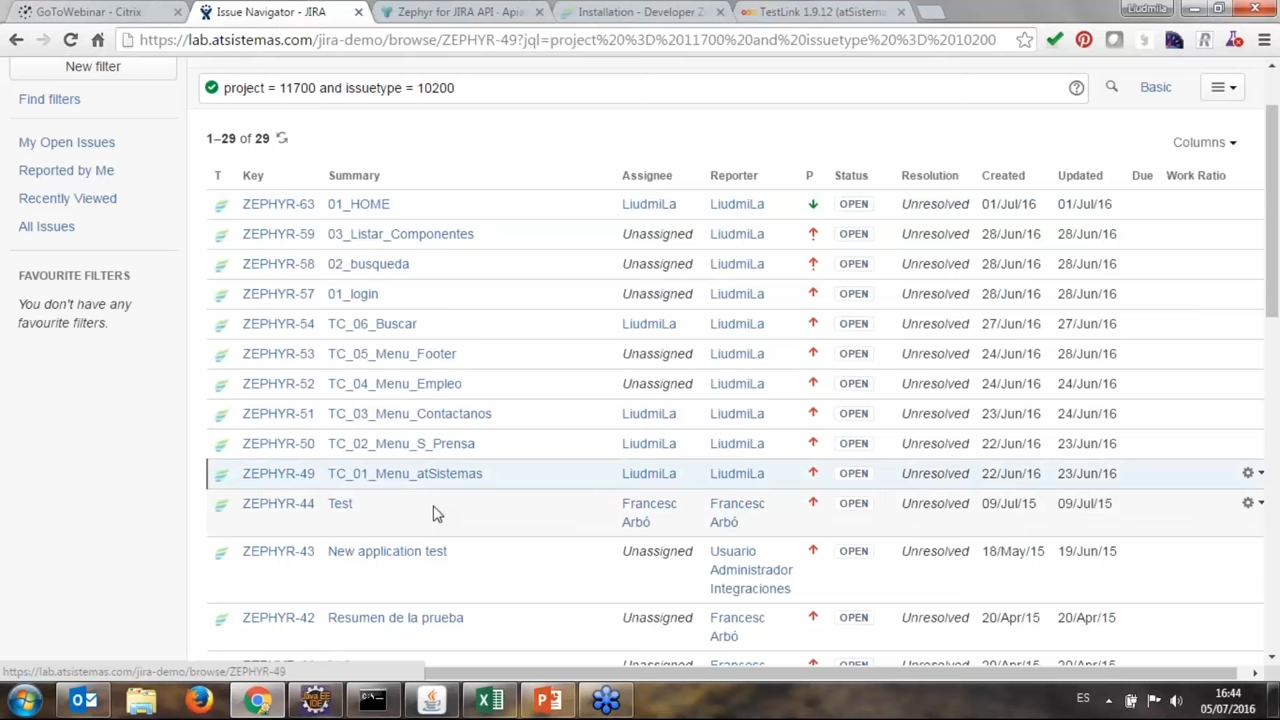 GoToWebinar - Citrix
Issue Navigator - JIRA
Zephyr for JIRA API - Apia
Installation - Developer Z
TestLink 1.9.12 (atSistema
Liudmila
https://lab.atsistemas.com/jira-demo/browse/ZEPHYR-49?jql=project%20%3D%2011700%20and%20issuetype%20%3D%2010200
New filter
project = 11700 and issuetype = 10200
Basic
Find filters
1–29 of 29
Columns
My Open Issues
Reported by Me
Recently Viewed
All Issues
FAVOURITE FILTERS
You don't have any
favourite filters.
T Key Summary Assignee Reporter P Status Resolution Created Updated Due Work Ratio
ZEPHYR-63 01_HOME LiudmiLa LiudmiLa OPEN Unresolved 01/Jul/16 01/Jul/16
ZEPHYR-59 03_Listar_Componentes Unassigned LiudmiLa OPEN Unresolved 28/Jun/16 28/Jun/16
ZEPHYR-58 02_busqueda Unassigned LiudmiLa OPEN Unresolved 28/Jun/16 28/Jun/16
ZEPHYR-57 01_login Unassigned LiudmiLa OPEN Unresolved 28/Jun/16 28/Jun/16
ZEPHYR-54 TC_06_Buscar LiudmiLa LiudmiLa OPEN Unresolved 27/Jun/16 27/Jun/16
ZEPHYR-53 TC_05_Menu_Footer Unassigned LiudmiLa OPEN Unresolved 24/Jun/16 28/Jun/16
ZEPHYR-52 TC_04_Menu_Empleo Unassigned LiudmiLa OPEN Unresolved 24/Jun/16 24/Jun/16
ZEPHYR-51 TC_03_Menu_Contactanos LiudmiLa LiudmiLa OPEN Unresolved 23/Jun/16 24/Jun/16
ZEPHYR-50 TC_02_Menu_S_Prensa LiudmiLa LiudmiLa OPEN Unresolved 22/Jun/16 23/Jun/16
ZEPHYR-49 TC_01_Menu_atSistemas LiudmiLa LiudmiLa OPEN Unresolved 22/Jun/16 23/Jun/16
ZEPHYR-44 Test Francesc Francesc OPEN Unresolved 09/Jul/15 09/Jul/15
Arbó Arbó
ZEPHYR-43 New application test Unassigned Usuario OPEN Unresolved 18/May/15 19/Jun/15
Administrador
Integraciones
ZEPHYR-42 Resumen de la prueba Unassigned Francesc OPEN Unresolved 20/Apr/15 20/Apr/15
Arbó
https://lab.atsistemas.com/jira-demo/browse/ZEPHYR-49
Java EE
IDE
ES
16:44
05/07/2016